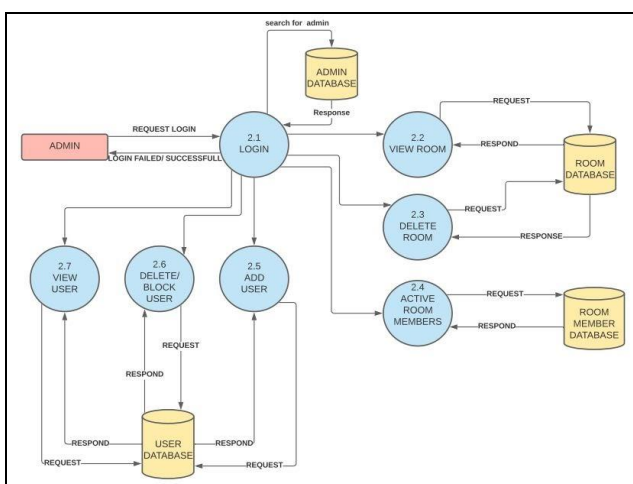 search for admin
ADMIN
DATABASE
Response
REQUEST LOGIN
ADMIN
LOGIN FAILED/ SUCCESSFULL
2.1
LOGIN
REQUEST
2.2
VIEW ROOM
RESPOND
ROOM
DATABASE
2.3
DELETE
ROOM
REQUEST
RESPONSE
2.7
VIEW
USER
2.6
DELETE/
BLOCK
USER
2.5
ADD
USER
2.4
ACTIVE
ROOM
MEMBERS
REQUEST
RESPOND
ROOM
MEMBER
DATABASE
REQUEST
RESPOND
RESPOND
USER
DATABASE
RESPOND
REQUEST
REQUEST